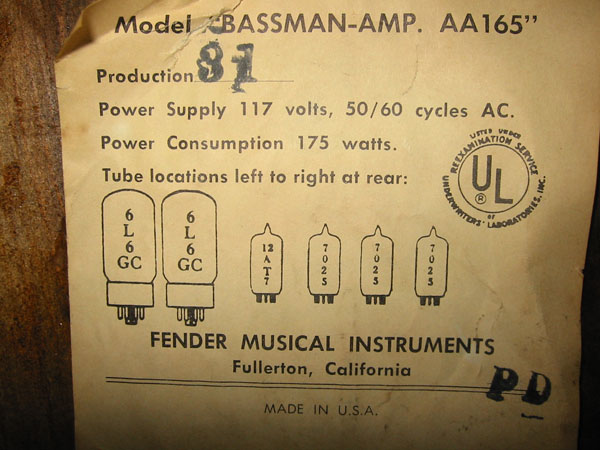 Model "BASSMAN-AMP. AA165"
Production 81
Power Supply 117 volts, 50/60 cycles AC.
Power Consumption 175 watts.
Tube locations left to right at rear:
LISTED UNDER
REEXAMINATION SERVICE
UL
®
OF
UNDERWRITERS' LABORATORIES, INC.
6L6GC
6L6GC
12AT7
7025
7025
7025
FENDER MUSICAL INSTRUMENTS
Fullerton, California
PD
MADE IN U.S.A.